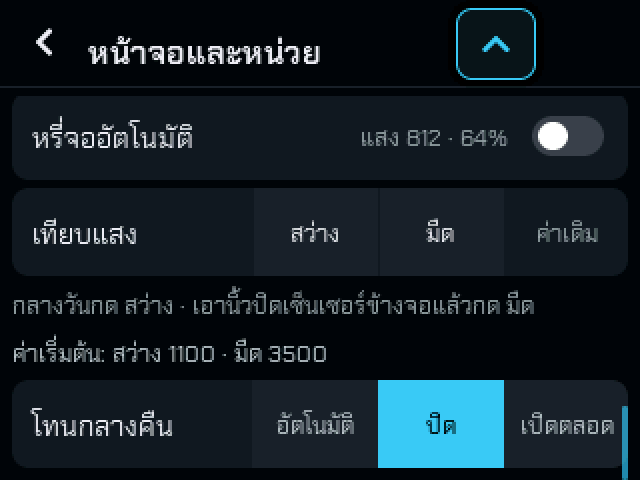 หน้าจอและหน่วย
หรี่จออัตโนมัติ แสง 812 · 64%
เทียบแสง สว่าง มืด ค่าเดิม
กลางวันกด สว่าง · เอานิ้วปิดเซ็นเซอร์ข้างจอแล้วกด มืด
ค่าเริ่มต้น: สว่าง 1100 · มืด 3500
โทนกลางคืน อัตโนมัติ ปิด เปิดตลอด